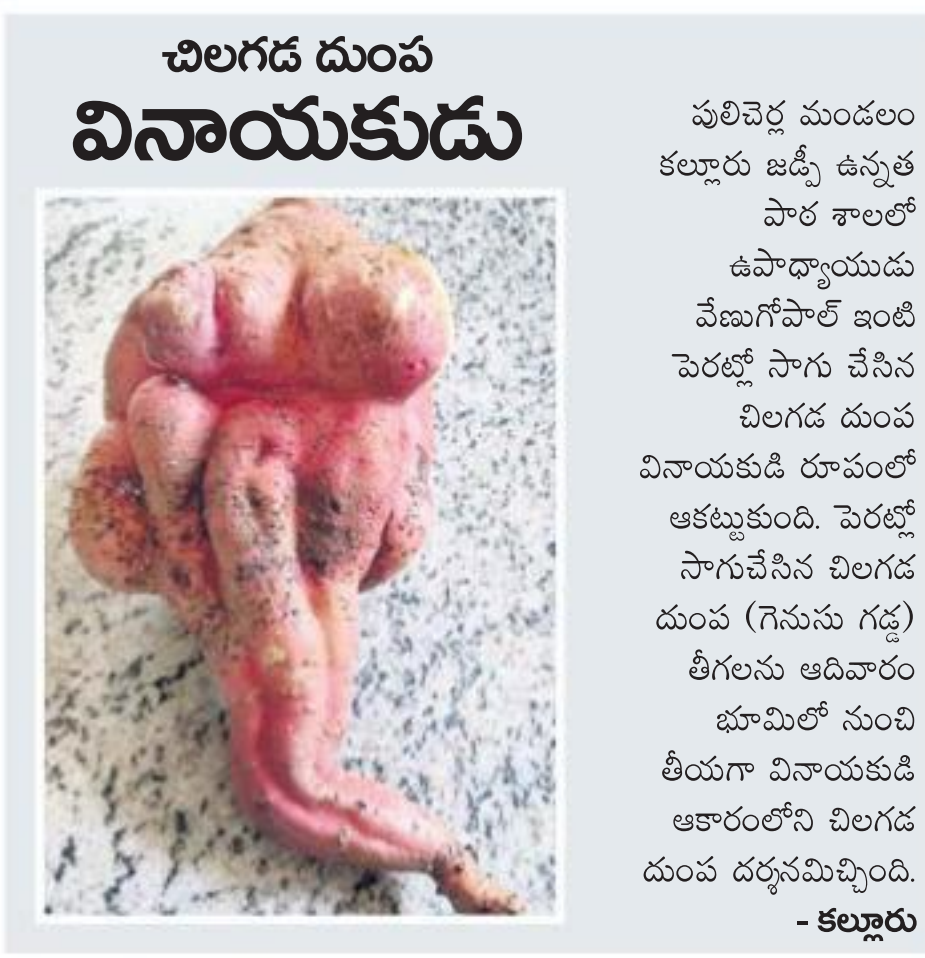 చిలగడ దుంప
వినాయకుడు
పులిచెర్ల మండలం
కల్లూరు జడ్పీ ఉన్నత
పాఠ శాలలో
ఉపాధ్యాయుడు
వేణుగోపాల్ ఇంటి
పెరట్లో సాగు చేసిన
చిలగడ దుంప
వినాయకుడి రూపంలో
ఆకట్టుకుంది. పెరట్లో
సాగుచేసిన చిలగడ
దుంప (గెనుసు గడ్డ)
తీగలను ఆదివారం
భూమిలో నుంచి
తీయగా వినాయకుడి
ఆకారంలోని చిలగడ
దుంప దర్శనమిచ్చింది.
- కల్లూరు